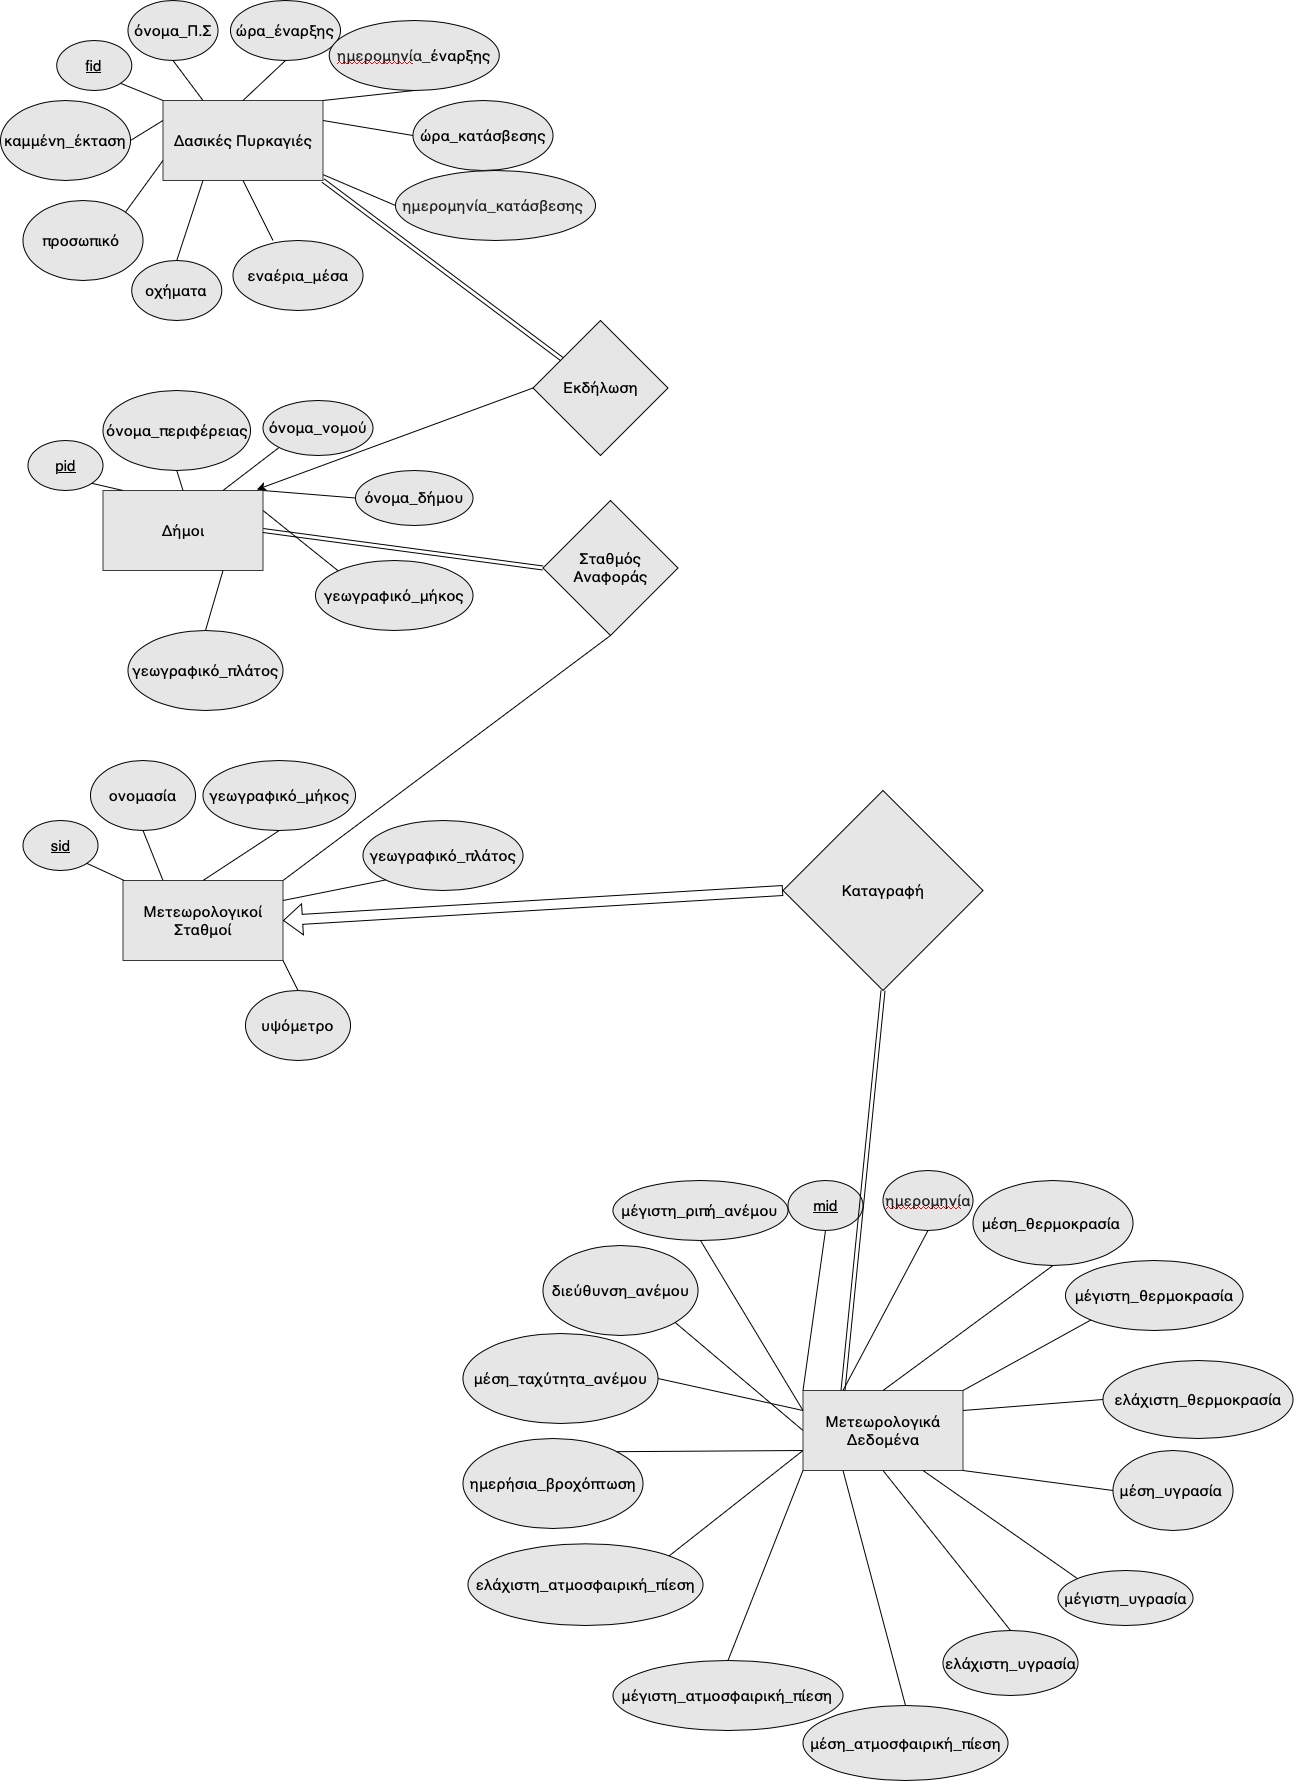 όνομα_Π.Σ
ώρα_έναρξης
ημερομηνία_έναρξης
fid
καμμένη_έκταση
Δασικές Πυρκαγιές
ώρα_κατάσβεσης
ημερομηνία_κατάσβεσης
προσωπικό
οχήματα
εναέρια_μέσα
Εκδήλωση
όνομα_περιφέρειας
όνομα_νομού
pid
όνομα_δήμου
Δήμοι
Σταθμός
Αναφοράς
γεωγραφικό_μήκος
γεωγραφικό_πλάτος
ονομασία
γεωγραφικό_μήκος
sid
γεωγραφικό_πλάτος
Μετεωρολογικοί
Σταθμοί
Καταγραφή
υψόμετρο
μέγιστη_ριπή_ανέμου
mid
ημερομηνία
μέση_θερμοκρασία
διεύθυνση_ανέμου
μέγιστη_θερμοκρασία
μέση_ταχύτητα_ανέμου
ελάχιστη_θερμοκρασία
Μετεωρολογικά
Δεδομένα
ημερήσια_βροχόπτωση
μέση_υγρασία
ελάχιστη_ατμοσφαιρική_πίεση
μέγιστη_υγρασία
ελάχιστη_υγρασία
μέγιστη_ατμοσφαιρική_πίεση
μέση_ατμοσφαιρική_πίεση